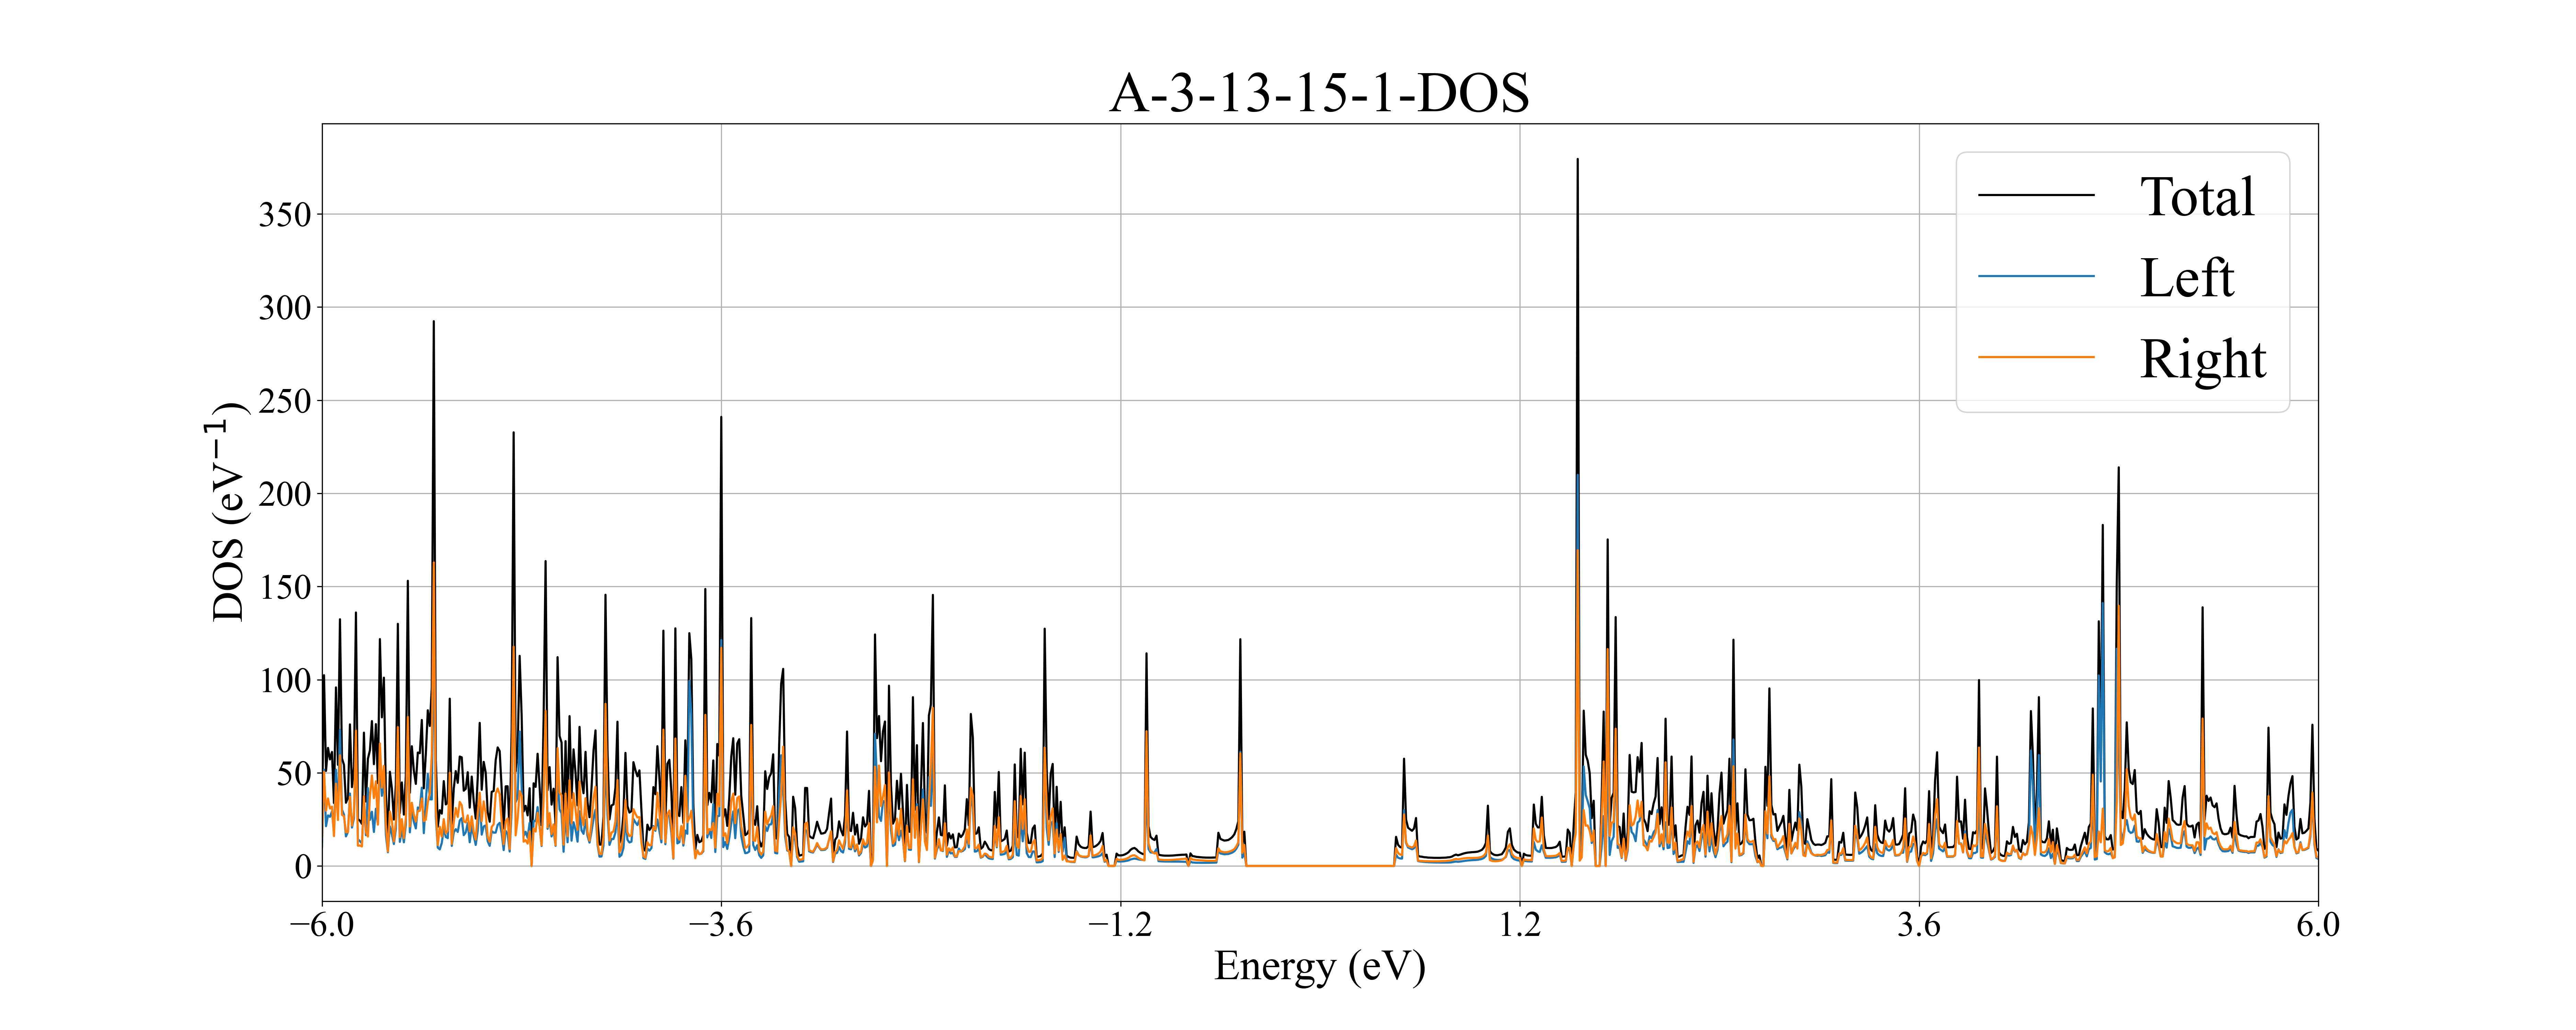 A-3-13-15-1-DOS
Total
Left
Right
DOS (eV⁻¹)
350
300
250
200
150
100
50
0
−6.0 −3.6 −1.2 1.2 3.6 6.0
Energy (eV)